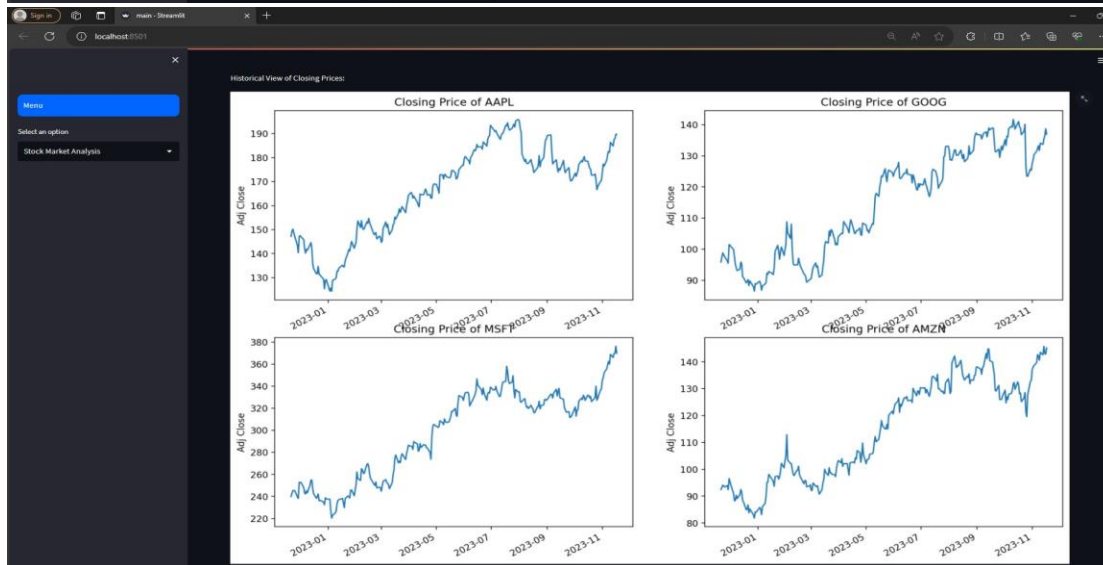 Sign in
main - Streamlit
localhost:8501
Menu
Select an option
Stock Market Analysis
Historical View of Closing Prices:
Closing Price of AAPL
Adj Close
190
180
170
160
150
140
130
2023-01 2023-03 2023-05 2023-07 2023-09 2023-11
Closing Price of GOOG
Adj Close
140
130
120
110
100
90
2023-01 2023-03 2023-05 2023-07 2023-09 2023-11
Closing Price of MSFT
Adj Close
380
360
340
320
300
280
260
240
220
2023-01 2023-03 2023-05 2023-07 2023-09 2023-11
Closing Price of AMZN
Adj Close
140
130
120
110
100
90
80
2023-01 2023-03 2023-05 2023-07 2023-09 2023-11